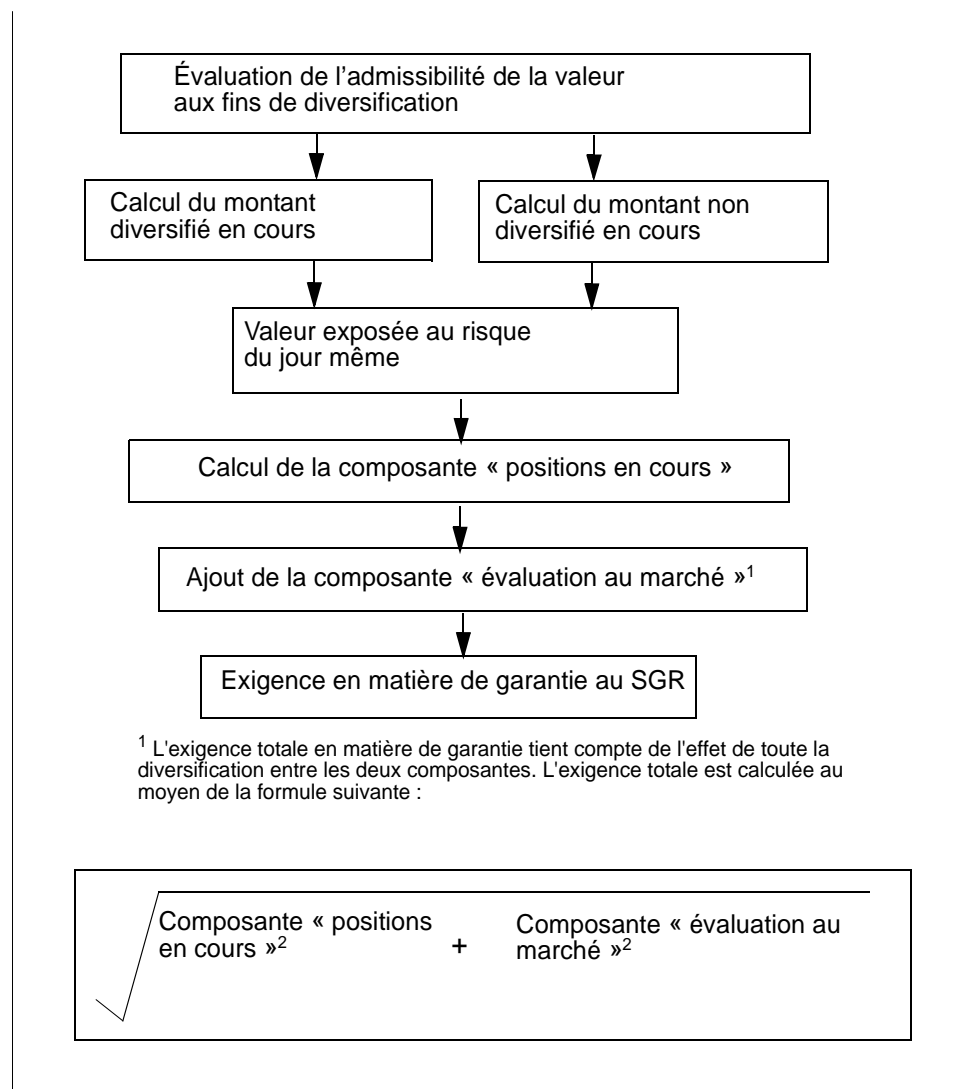 Évaluation de l'admissibilité de la valeur
aux fins de diversification
Calcul du montant
diversifié en cours
Calcul du montant non
diversifié en cours
Valeur exposée au risque
du jour même
Calcul de la composante « positions en cours »
Ajout de la composante « évaluation au marché »1
Exigence en matière de garantie au SGR
1 L'exigence totale en matière de garantie tient compte de l'effet de toute la
diversification entre les deux composantes. L'exigence totale est calculée au
moyen de la formule suivante :
Composante « positions
en cours »2
+
Composante « évaluation au
marché »2